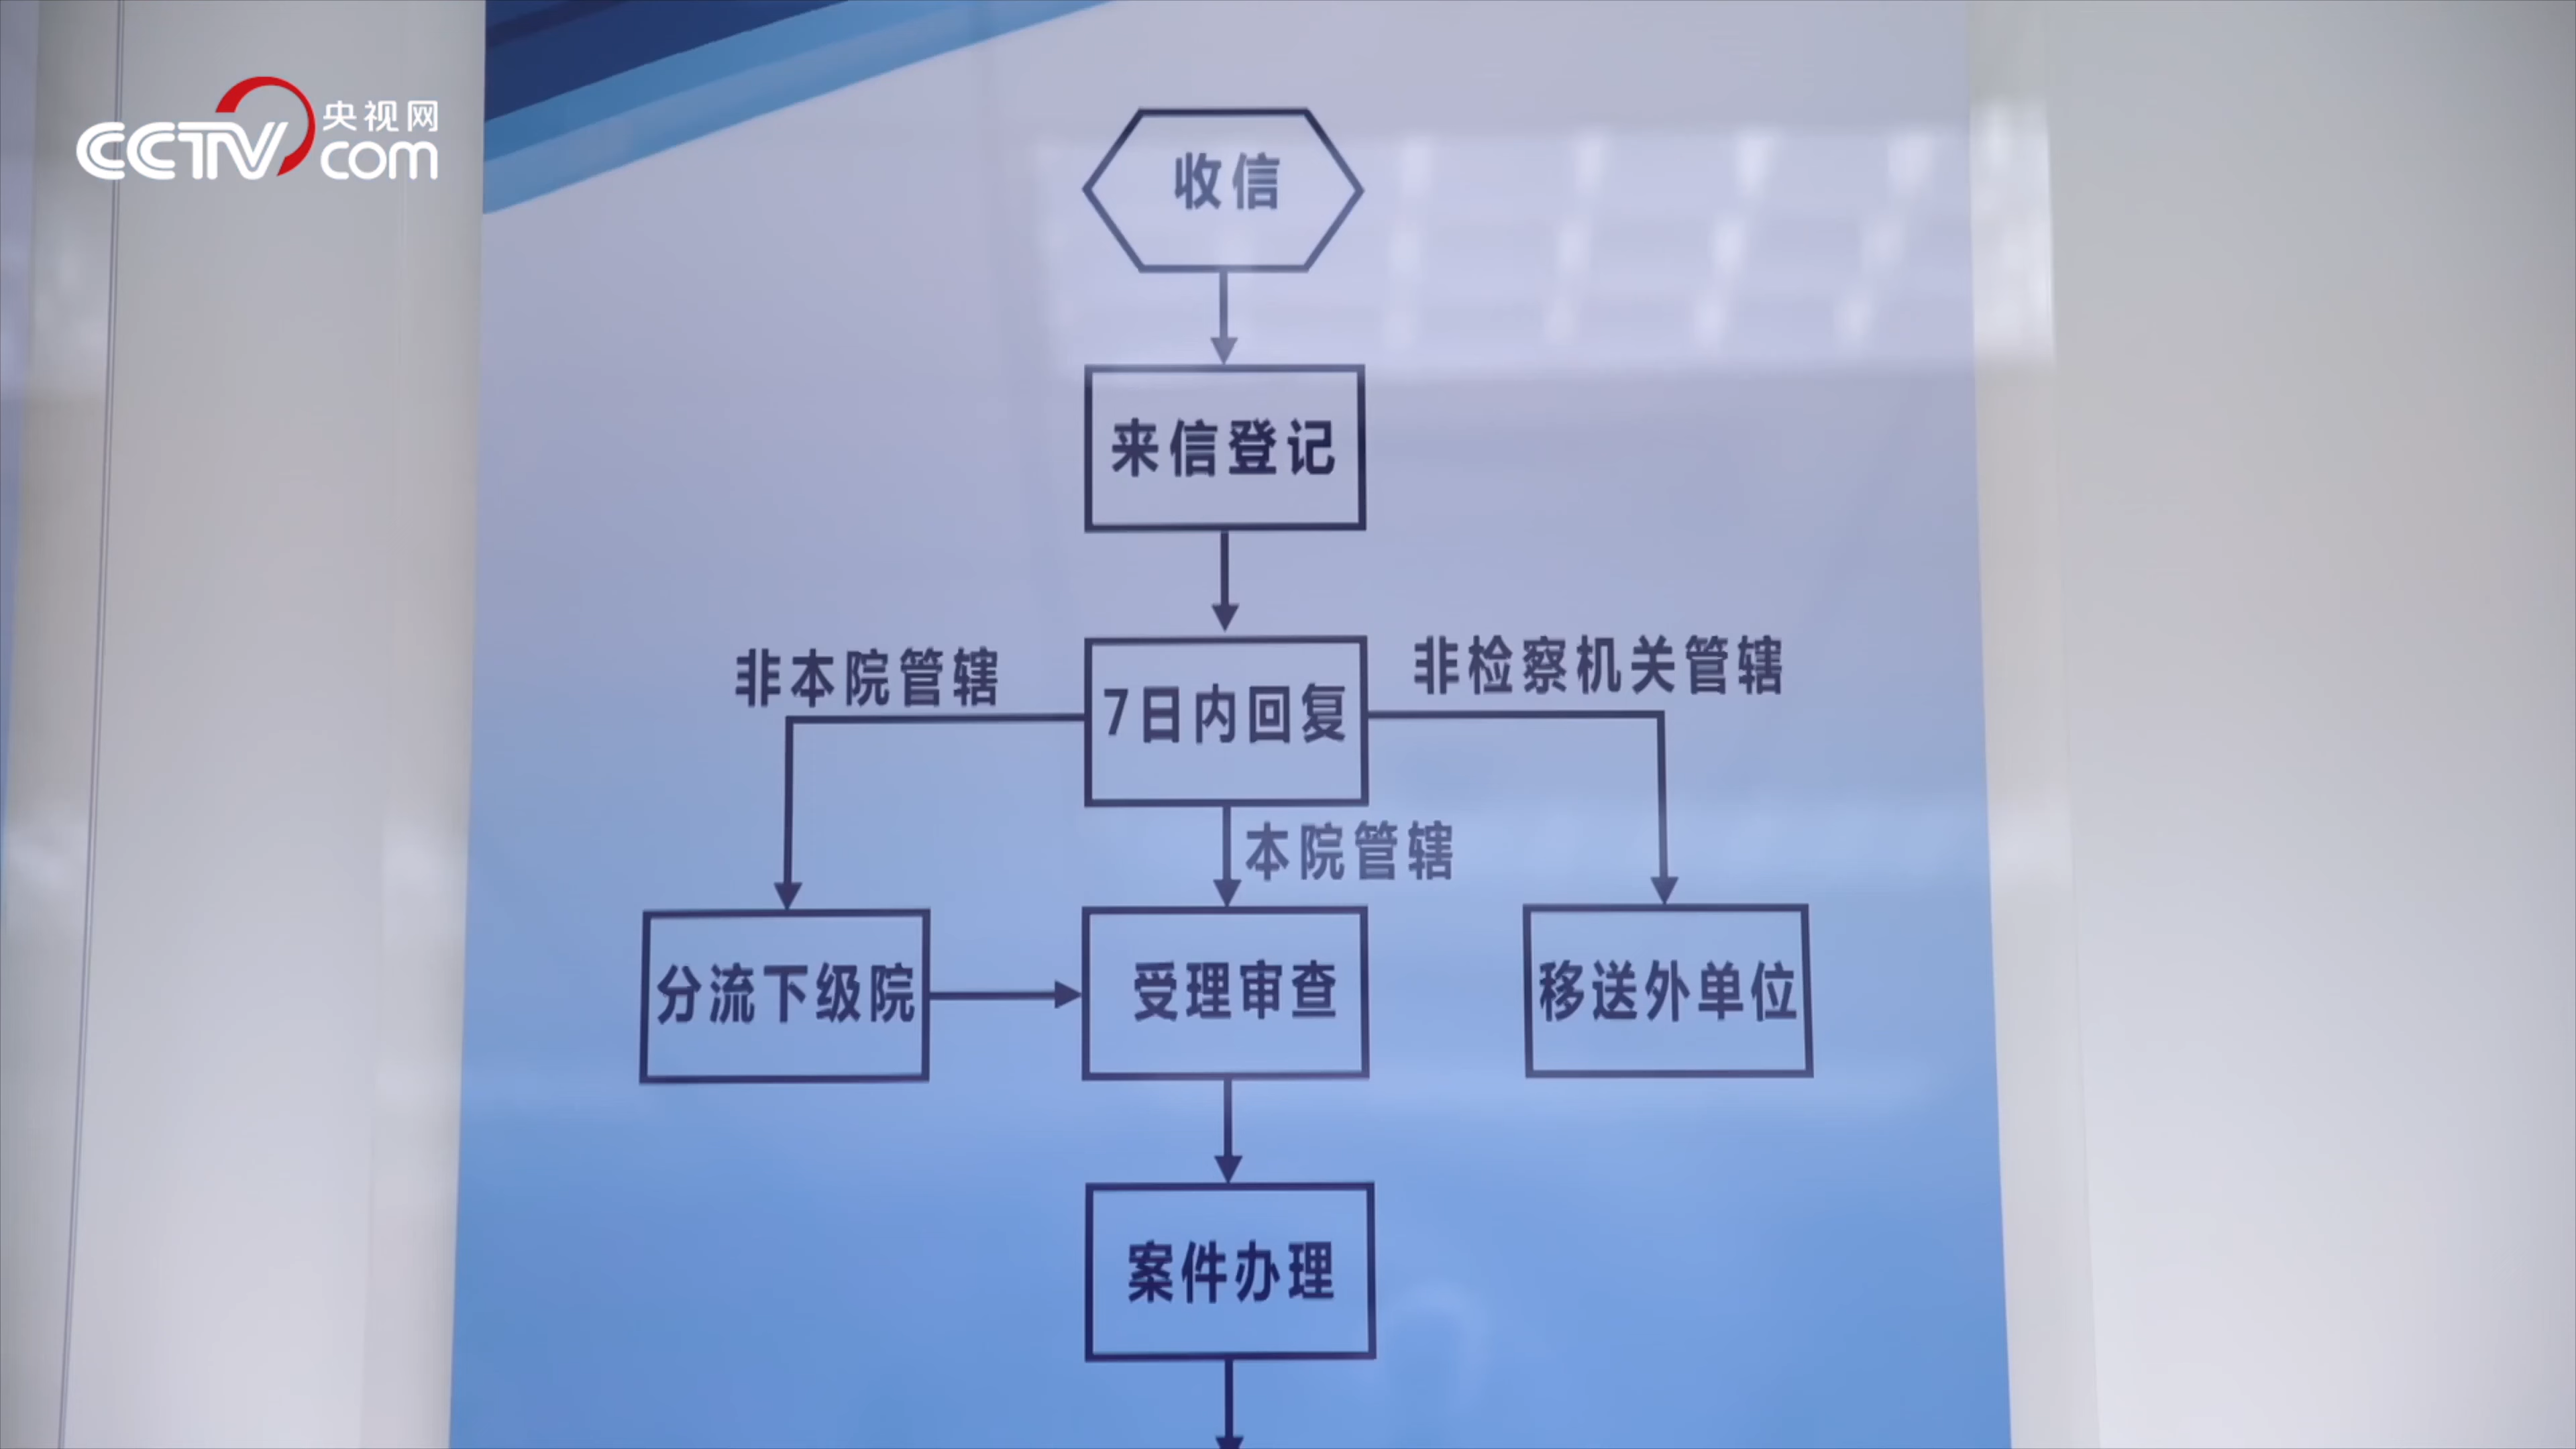 CCTV 央视网
com
收信
来信登记
非本院管辖
7日内回复
非检察机关管辖
本院管辖
分流下级院
受理审查
移送外单位
案件办理